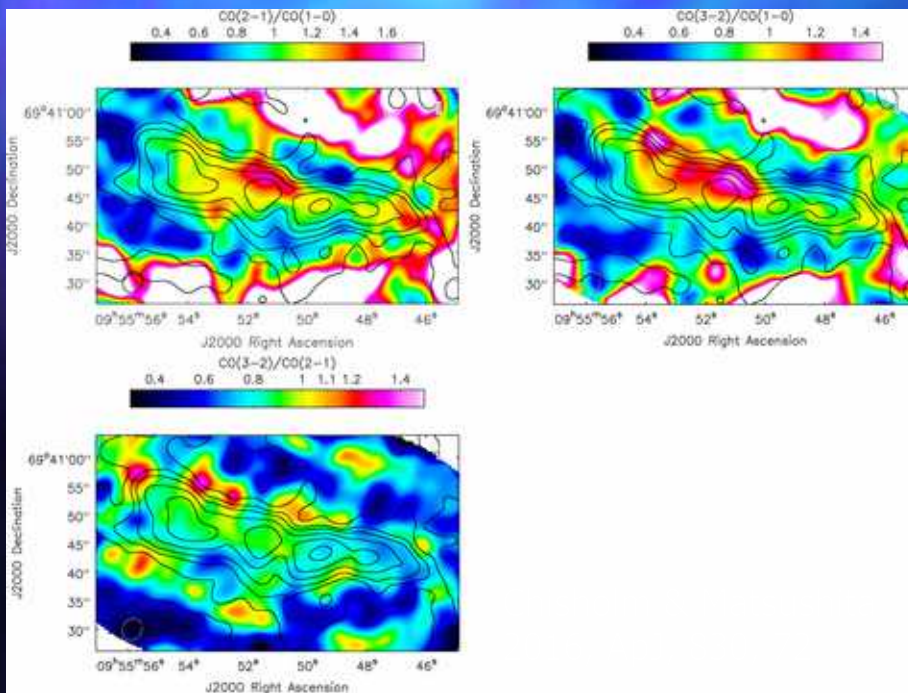 CO(2-1)/CO(1-0)
0.4 0.6 0.8 1 1.2 1.4 1.6
69°41'00"
55"
50"
45"
40"
35"
30"
J2000 Declination
09ʰ55ᵐ56ˢ 54ˢ 52ˢ 50ˢ 48ˢ 46ˢ
J2000 Right Ascension
CO(3-2)/CO(1-0)
0.4 0.6 0.8 1 1.2 1.4
69°41'00"
55"
50"
45"
40"
35"
30"
J2000 Declination
09ʰ55ᵐ56ˢ 54ˢ 52ˢ 50ˢ 48ˢ 46ˢ
J2000 Right Ascension
CO(3-2)/CO(2-1)
0.4 0.6 0.8 1 1.1 1.2 1.4
69°41'00"
55"
50"
45"
40"
35"
30"
J2000 Declination
09ʰ55ᵐ56ˢ 54ˢ 52ˢ 50ˢ 48ˢ 46ˢ
J2000 Right Ascension